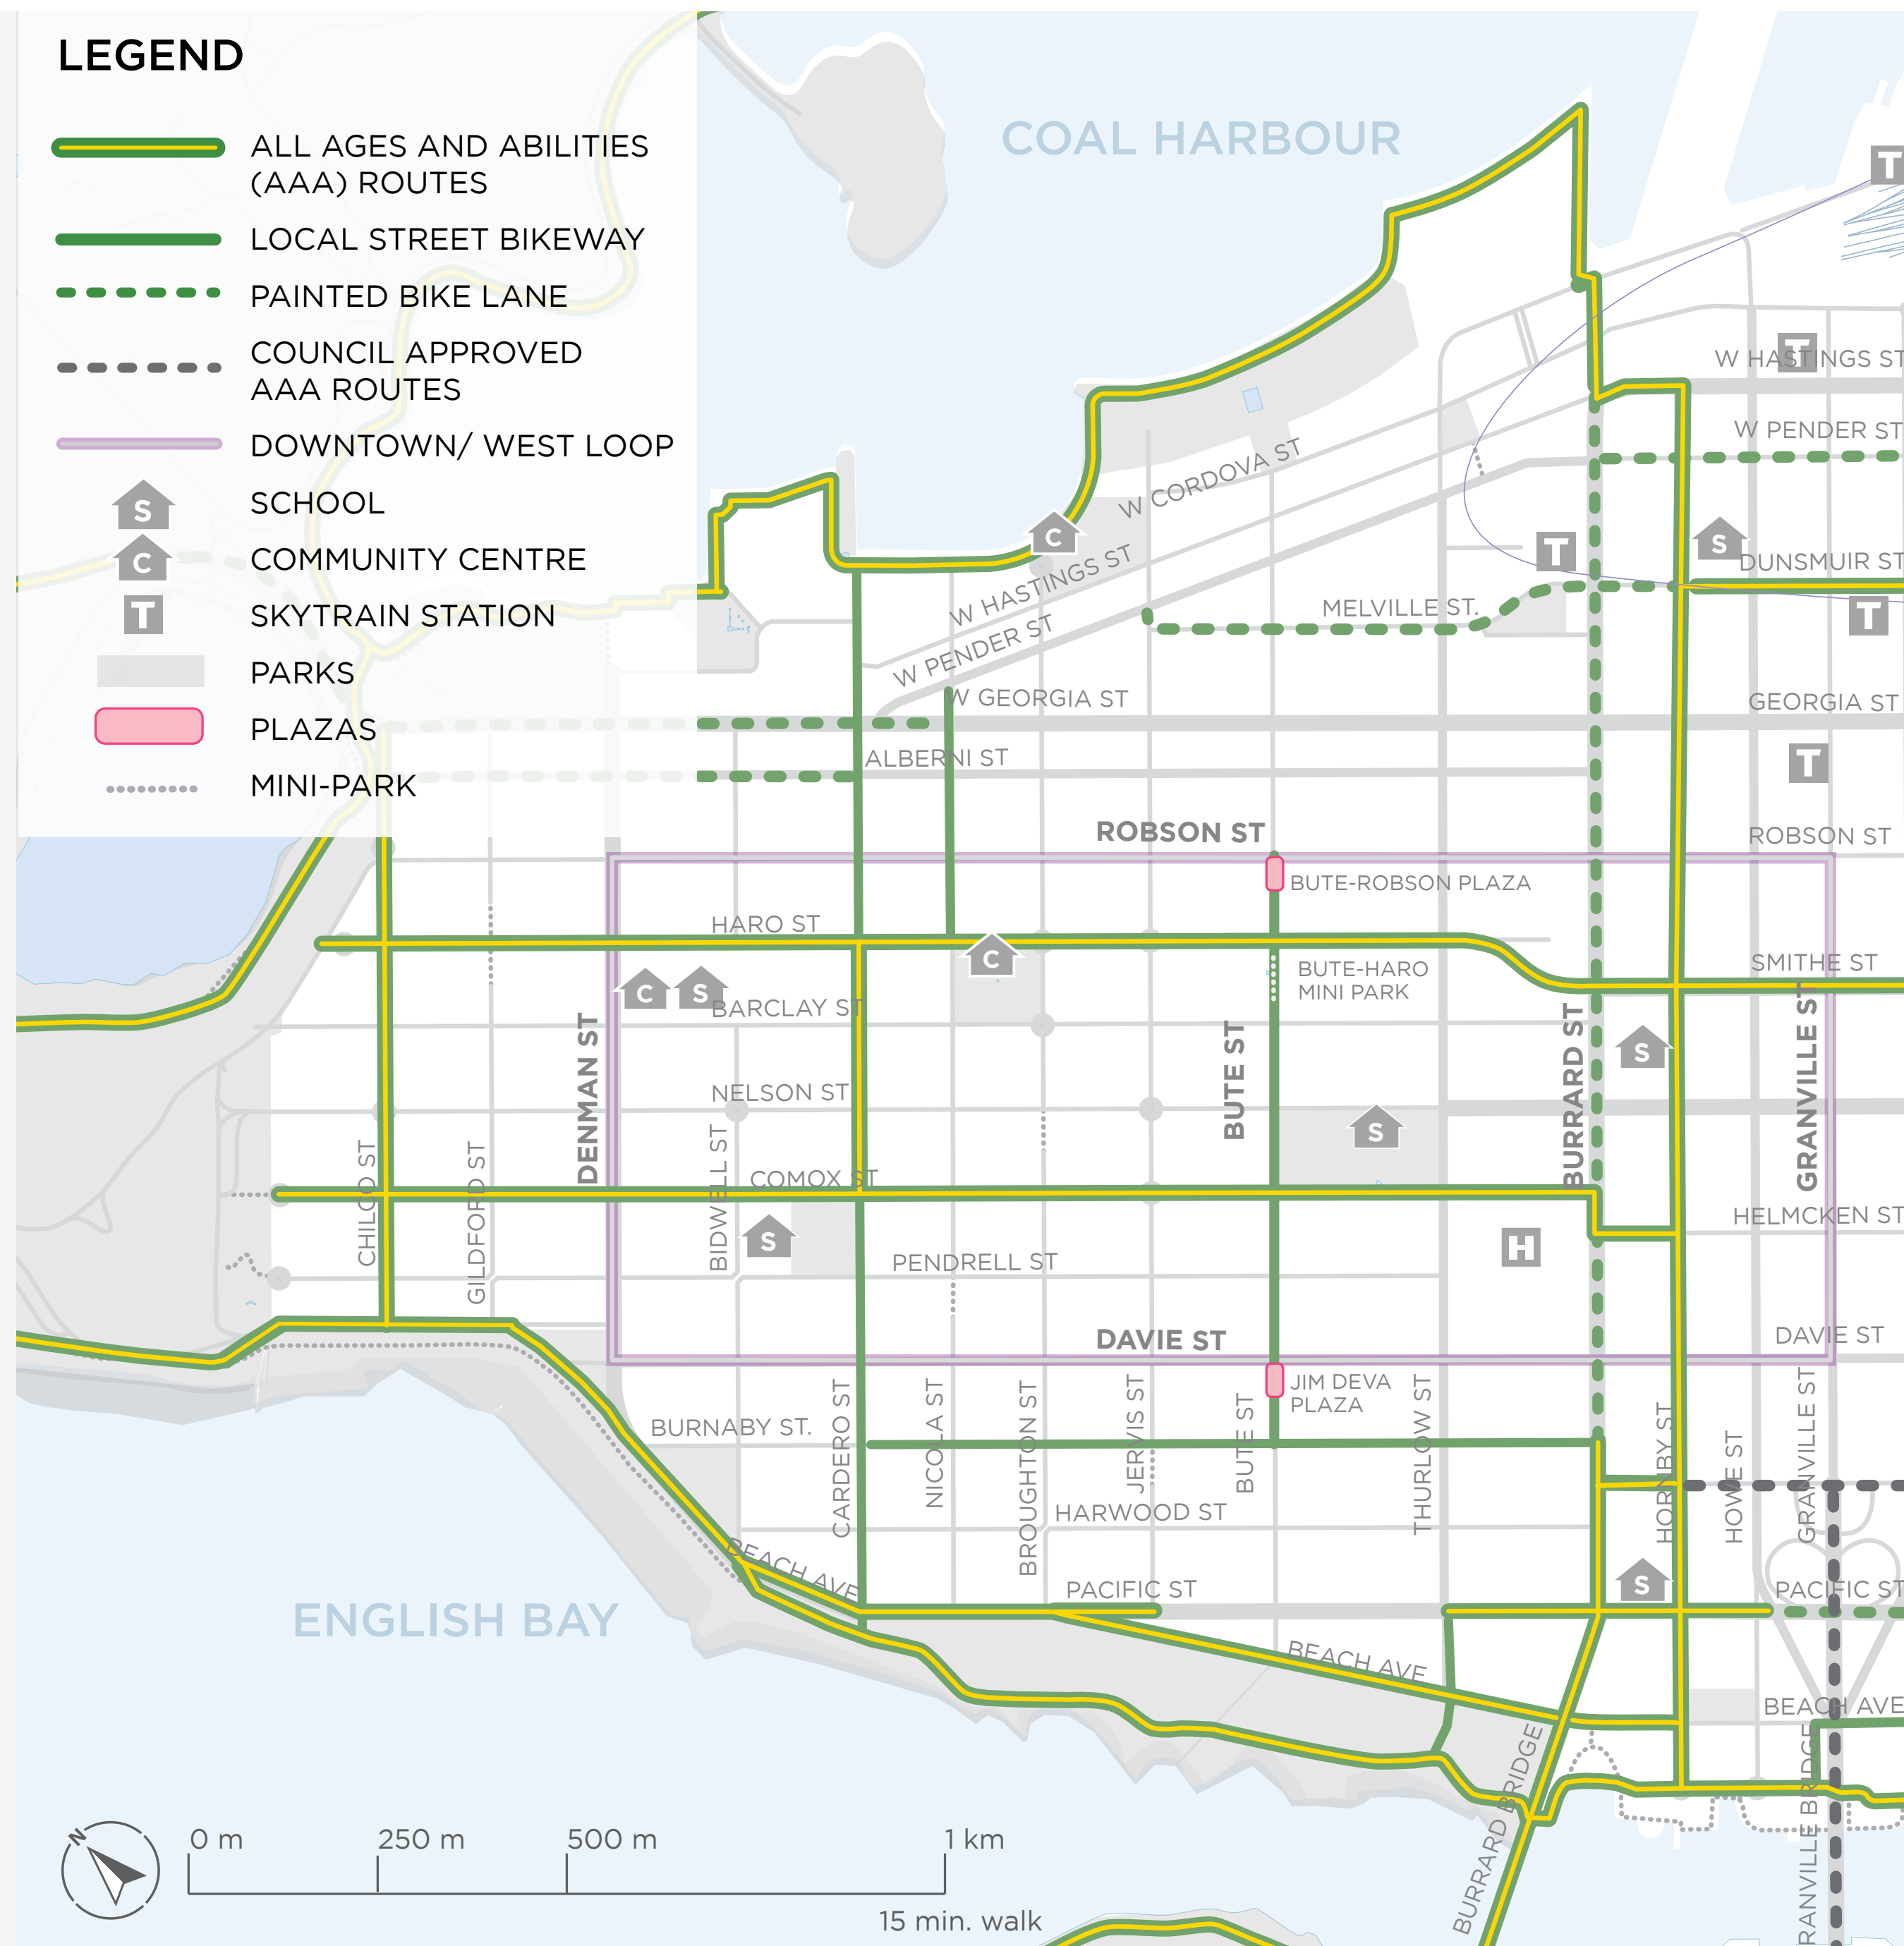 LEGEND
ALL AGES AND ABILITIES
(AAA) ROUTES
LOCAL STREET BIKEWAY
PAINTED BIKE LANE
COUNCIL APPROVED
AAA ROUTES
DOWNTOWN/ WEST LOOP
S
SCHOOL
C
COMMUNITY CENTRE
T
SKYTRAIN STATION
PARKS
PLAZAS
MINI-PARK
COAL HARBOUR
T
T
W HASTINGS ST
W PENDER ST
W CORDOVA ST
C
T
S
DUNSMUIR ST
W HASTINGS ST
MELVILLE ST.
T
W PENDER ST
W GEORGIA ST
GEORGIA ST
ALBERNI ST
T
ROBSON ST
ROBSON ST
BUTE-ROBSON PLAZA
HARO ST
C
SMITHE ST
BUTE-HARO
MINI PARK
C
S
BARCLAY ST
DENMAN ST
BUTE ST
BURRARD ST
GRANVILLE ST
S
NELSON ST
S
CHILCO ST
GILDFORD ST
BIDWELL ST
COMOX ST
HELMCKEN ST
S
H
PENDRELL ST
DAVIE ST
DAVIE ST
JIM DEVA
PLAZA
BURNABY ST.
CARDERO ST
NICOLA ST
BROUGHTON ST
JERVIS ST
BUTE ST
THURLOW ST
HORNBY ST
HOWE ST
GRANVILLE ST
HARWOOD ST
BEACH AVE
PACIFIC ST
S
PACIFIC ST
ENGLISH BAY
BEACH AVE
BEACH AVE
BURRARD BRIDGE
RANVILLE BRIDGE
N
0 m
250 m
500 m
1 km
15 min. walk